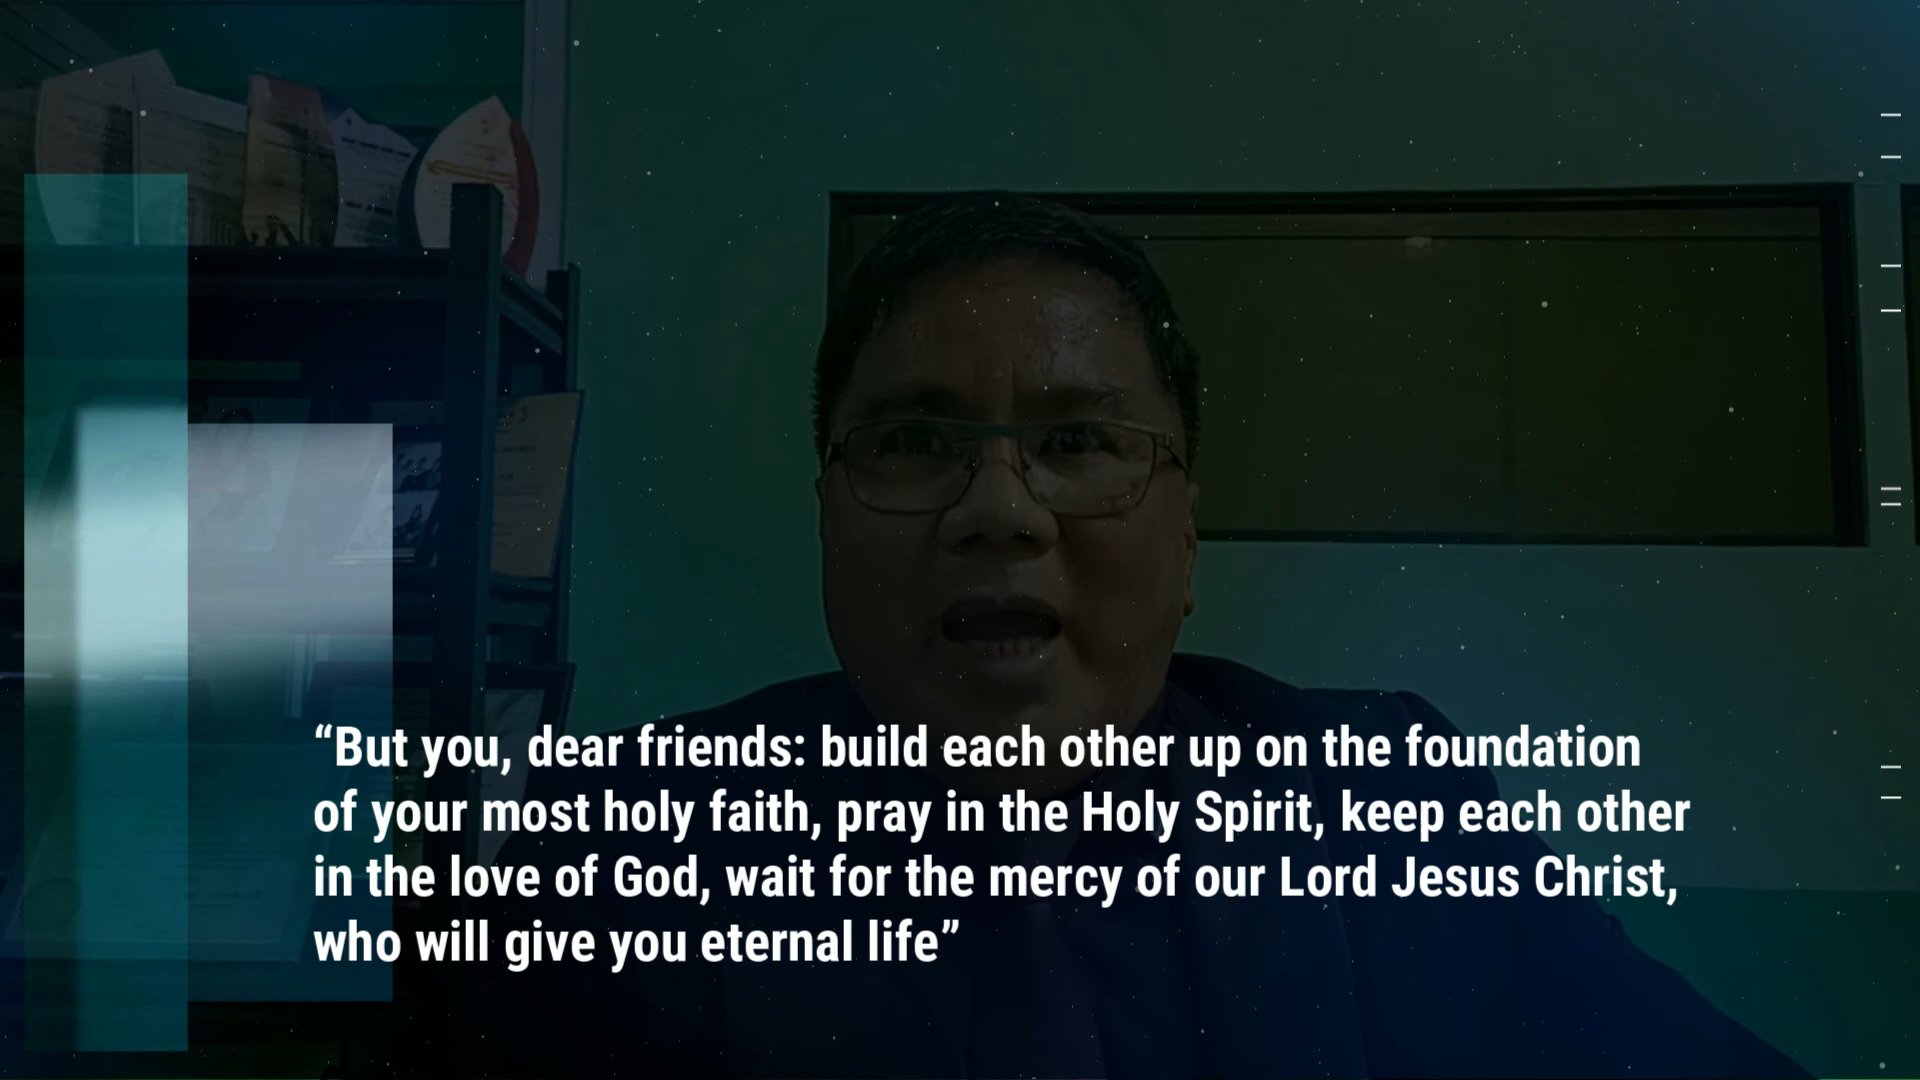 “But you, dear friends: build each other up on the foundation
of your most holy faith, pray in the Holy Spirit, keep each other
in the love of God, wait for the mercy of our Lord Jesus Christ,
who will give you eternal life”